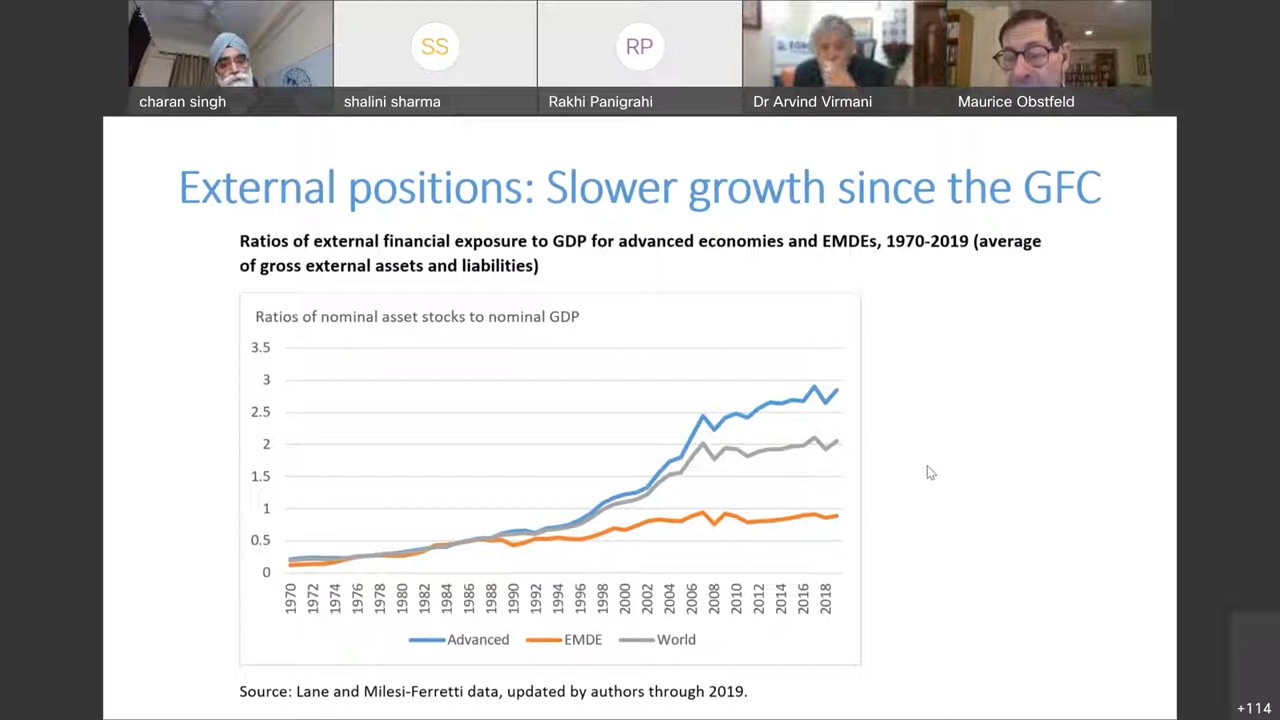 SS
RP
charan singh
shalini sharma
Rakhi Panigrahi
Dr Arvind Virmani
Maurice Obstfeld
External positions: Slower growth since the GFC
Ratios of external financial exposure to GDP for advanced economies and EMDEs, 1970-2019 (average
of gross external assets and liabilities)
Ratios of nominal asset stocks to nominal GDP
3.5
3
2.5
2
1.5
1
0.5
0
1970 1972 1974 1976 1978 1980 1982 1984 1986 1988 1990 1992 1994 1996 1998 2000 2002 2004 2006 2008 2010 2012 2014 2016 2018
Advanced EMDE World
Source: Lane and Milesi-Ferretti data, updated by authors through 2019.
+114